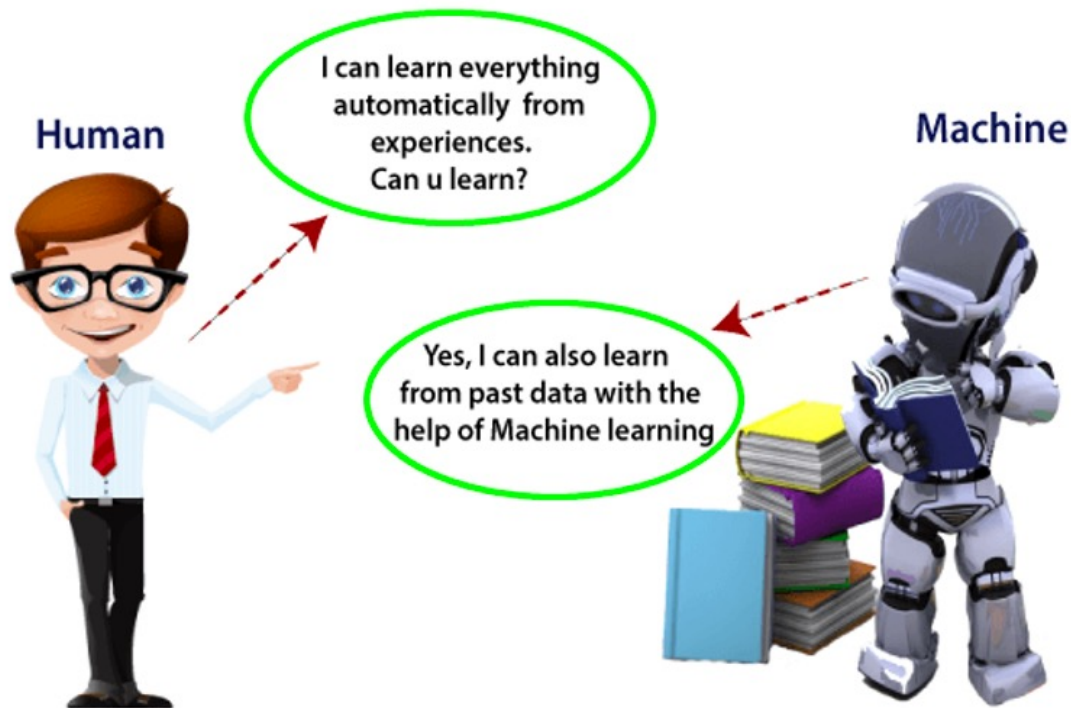 Human
I can learn everything
automatically from
experiences.
Can u learn?
Machine
Yes, I can also learn
from past data with the
help of Machine learning